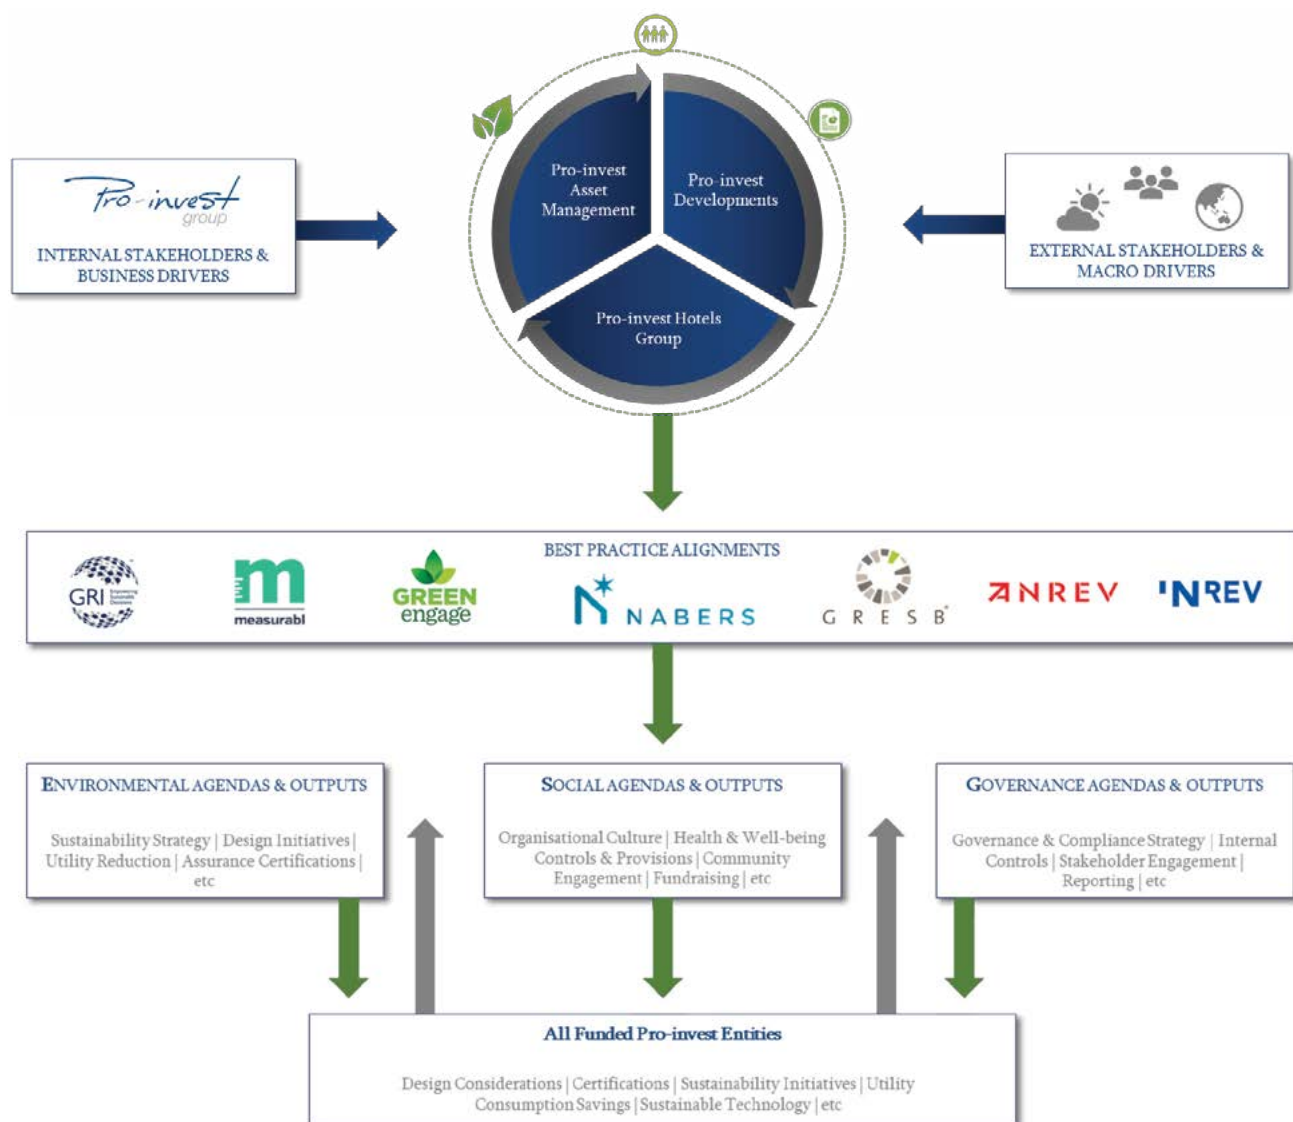 Pro-invest
Asset
Management
Pro-invest
Developments
Pro-invest Hotels
Group
Pro-invest
group
INTERNAL STAKEHOLDERS &
BUSINESS DRIVERS
EXTERNAL STAKEHOLDERS &
MACRO DRIVERS
BEST PRACTICE ALIGNMENTS
GRI
Empowering
Sustainable
Decisions
m
measurabl
GREEN
engage
N NABERS
GRESB
ANREV
INREV
ENVIRONMENTAL AGENDAS & OUTPUTS
Sustainability Strategy | Design Initiatives |
Utility Reduction | Assurance Certifications |
etc
SOCIAL AGENDAS & OUTPUTS
Organisational Culture | Health & Well-being
Controls & Provisions | Community
Engagement | Fundraising | etc
GOVERNANCE AGENDAS & OUTPUTS
Governance & Compliance Strategy | Internal
Controls | Stakeholder Engagement |
Reporting | etc
All Funded Pro-invest Entities
Design Considerations | Certifications | Sustainability Initiatives | Utility
Consumption Savings | Sustainable Technology | etc